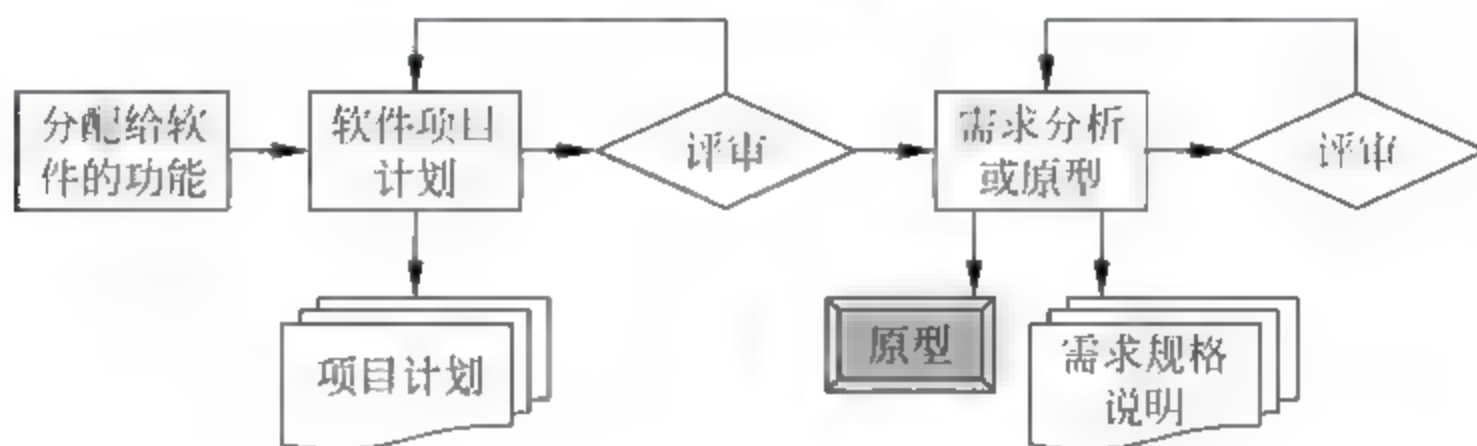 分配给软
件的功能
软件项目
计划
评审
需求分析
或原型
评审
项目计划
原型
需求规格
说明